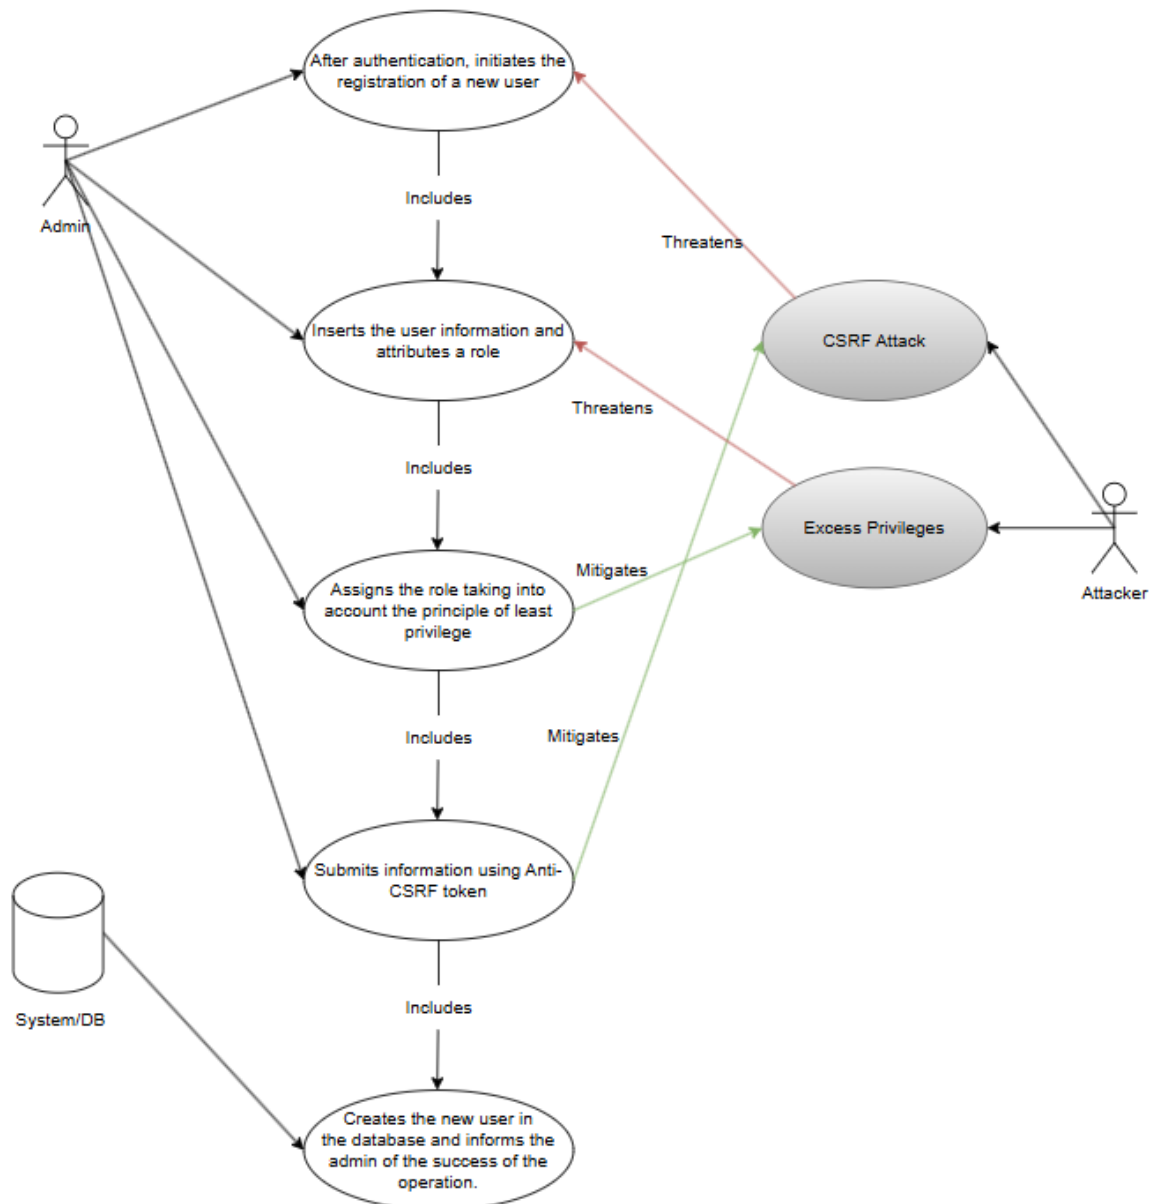 After authentication, initiates the
registration of a new user
Admin
Includes
Threatens
Inserts the user information and
attributes a role
CSRF Attack
Threatens
Includes
Excess Privileges
Mitigates
Assigns the role taking into
account the principle of least
privilege
Attacker
Includes
Mitigates
Submits information using Anti-
CSRF token
System/DB
Includes
Creates the new user in
the database and informs the
admin of the success of the
operation.